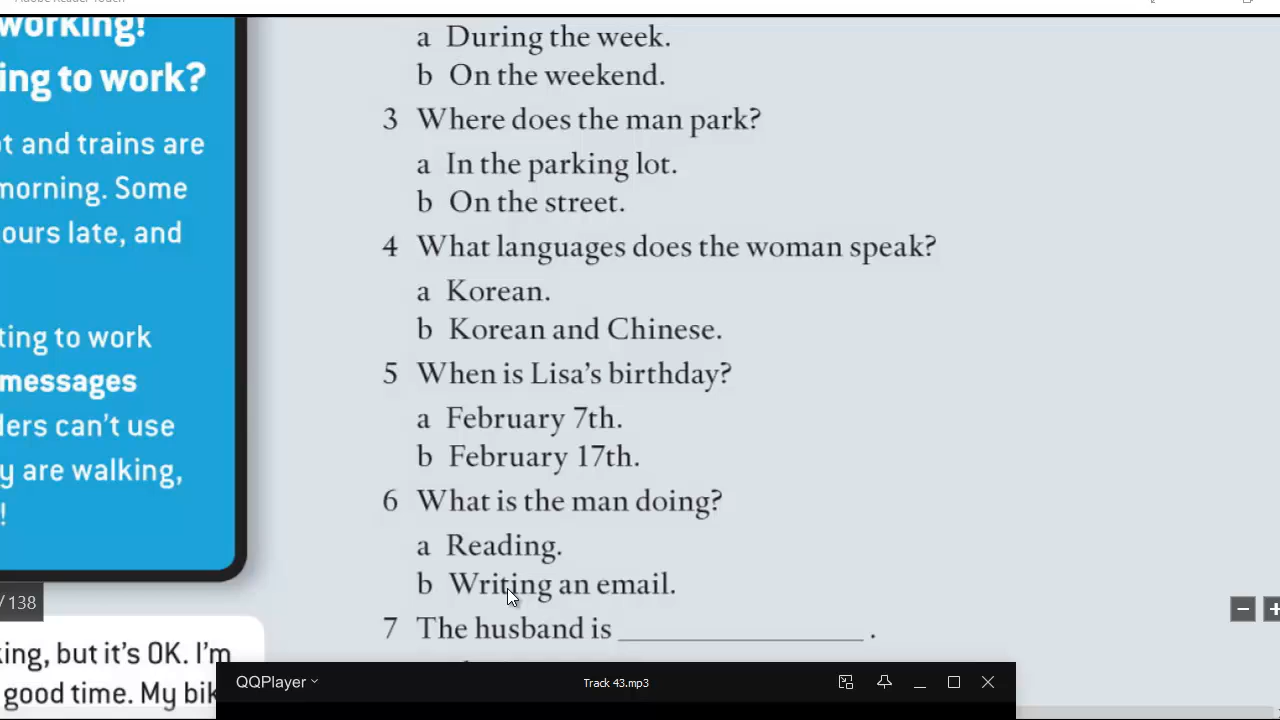 working!
ing to work?
ot and trains are
morning. Some
ours late, and
ting to work
messages
ders can't use
y are walking,
!
/138
king, but it's OK. I'm
good time. My bik
a During the week.
b On the weekend.
3 Where does the man park?
a In the parking lot.
b On the street.
4 What languages does the woman speak?
a Korean.
b Korean and Chinese.
5 When is Lisa's birthday?
a February 7th.
b February 17th.
6 What is the man doing?
a Reading.
b Writing an email.
7 The husband is ____________________ .
QQPlayer
Track 43.mp3